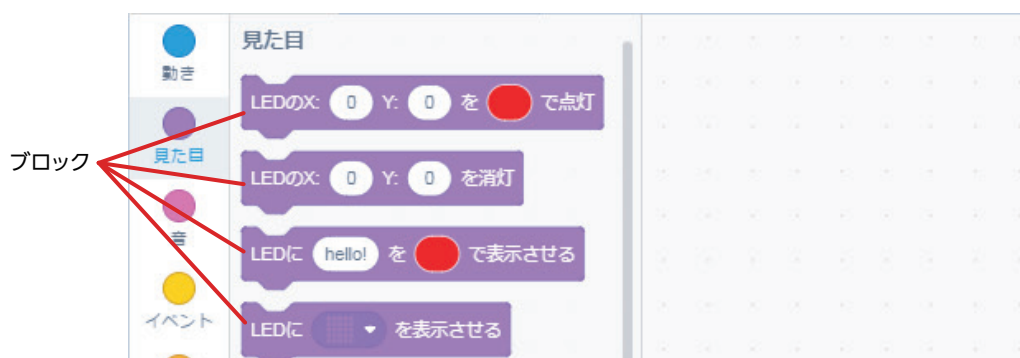 見た目
動き
LEDのX: 0 Y: 0 を で点灯
見た目
ブロック
LEDのX: 0 Y: 0 を消灯
音
LEDに hello! を で表示させる
イベント
LEDに を表示させる